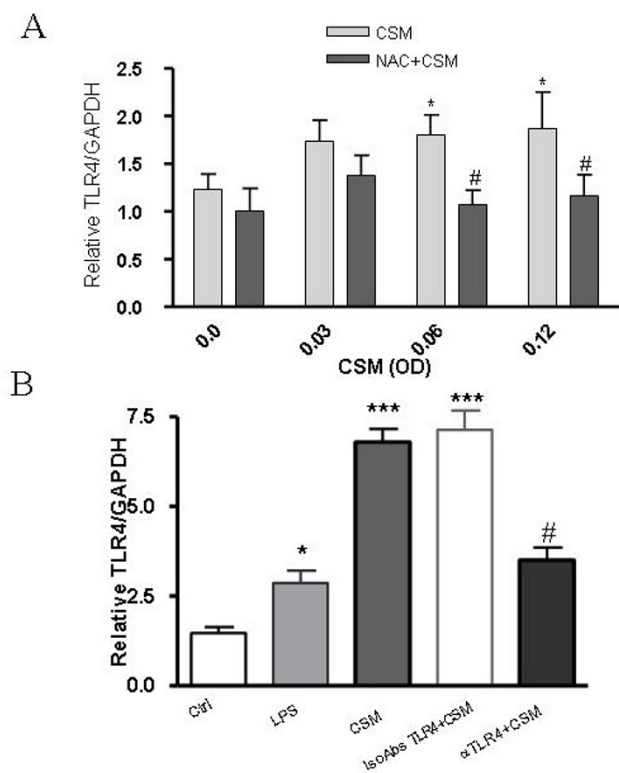 A
CSM
NAC+CSM
Relative TLR4/GAPDH
2.5
2.0
1.5
1.0
0.5
0.0
*
#
*
#
0.0
0.03
0.06
0.12
CSM (OD)
B
Relative TLR4/GAPDH
7.5
5.0
2.5
0.0
*
***
***
#
Ctrl
LPS
CSM
IsoAbs TLR4+CSM
αTLR4+CSM